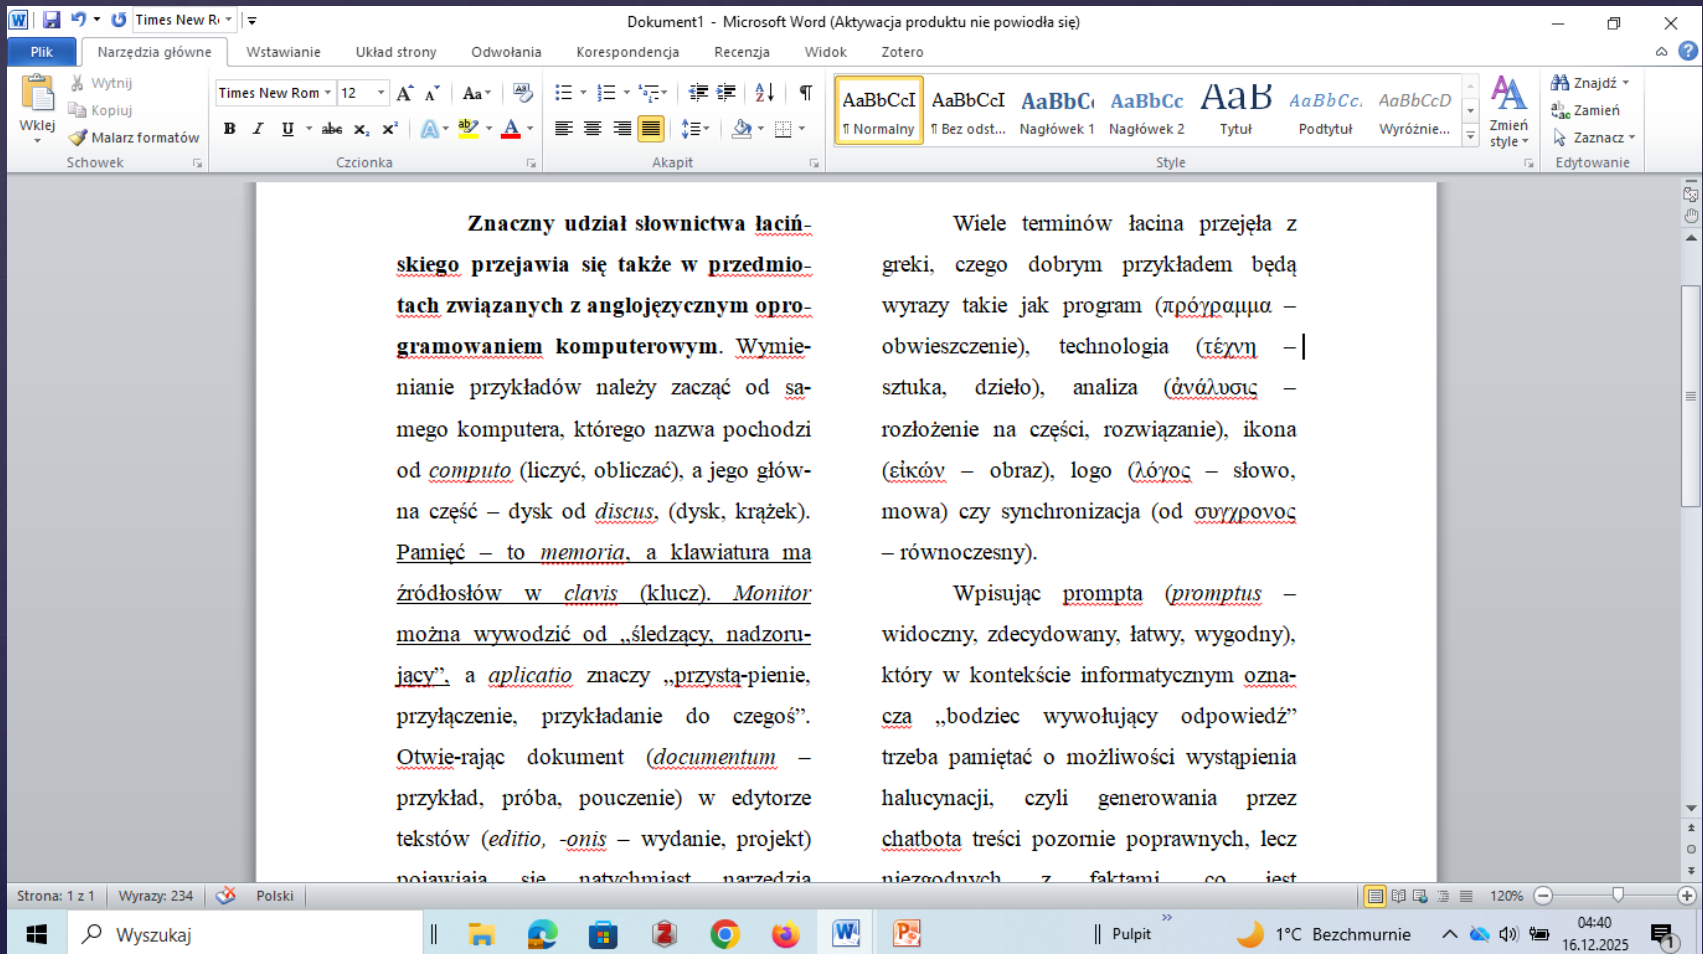 Times New R
Dokument1 - Microsoft Word (Aktywacja produktu nie powiodła się)
Plik
Narzędzia główne
Wstawianie
Układ strony
Odwołania
Korespondencja
Recenzja
Widok
Zotero
Wklej
Wytnij
Kopiuj
Malarz formatów
Schowek
Times New Rom
12
Czcionka
Akapit
AaBbCcI
¶ Normalny
AaBbCcI
¶ Bez odst...
AaBbC
Nagłówek 1
AaBbCc
Nagłówek 2
AaB
Tytuł
AaBbCc.
Podtytuł
AaBbCcD
Wyróżnie...
Style
Zmień
style
Znajdź
Zamień
Zaznacz
Edytowanie
Znaczny udział słownictwa łaciń-
skiego przejawia się także w przedmio-
tach związanych z anglojęzycznym opro-
gramowaniem komputerowym. Wymie-
nianie przykładów należy zacząć od sa-
mego komputera, którego nazwa pochodzi
od computo (liczyć, obliczać), a jego głów-
na część – dysk od discus, (dysk, krążek).
Pamięć – to memoria, a klawiatura ma
źródłosłów w clavis (klucz). Monitor
można wywodzić od „śledzący, nadzoru-
jący”, a aplicatio znaczy „przystą-pienie,
przyłączenie, przykładanie do czegoś”.
Otwie-rając dokument (documentum –
przykład, próba, pouczenie) w edytorze
tekstów (editio, -onis – wydanie, projekt)
pojawiają się natychmiast narzędzia
Wiele terminów łacina przejęła z
greki, czego dobrym przykładem będą
wyrazy takie jak program (πρόγραμμα –
obwieszczenie), technologia (τέχνη –
sztuka, dzieło), analiza (ἀνάλυσις –
rozłożenie na części, rozwiązanie), ikona
(εἰκών – obraz), logo (λόγος – słowo,
mowa) czy synchronizacja (od συγχρονος
– równoczesny).
Wpisując prompta (promptus –
widoczny, zdecydowany, łatwy, wygodny),
który w kontekście informatycznym ozna-
cza „bodziec wywołujący odpowiedź”
trzeba pamiętać o możliwości wystąpienia
halucynacji, czyli generowania przez
chatbota treści pozornie poprawnych, lecz
niezgodnych z faktami, co jest
Strona: 1 z 1
Wyrazy: 234
Polski
120%
Wyszukaj
Pulpit
1°C Bezchmurnie
04:40
16.12.2025
1